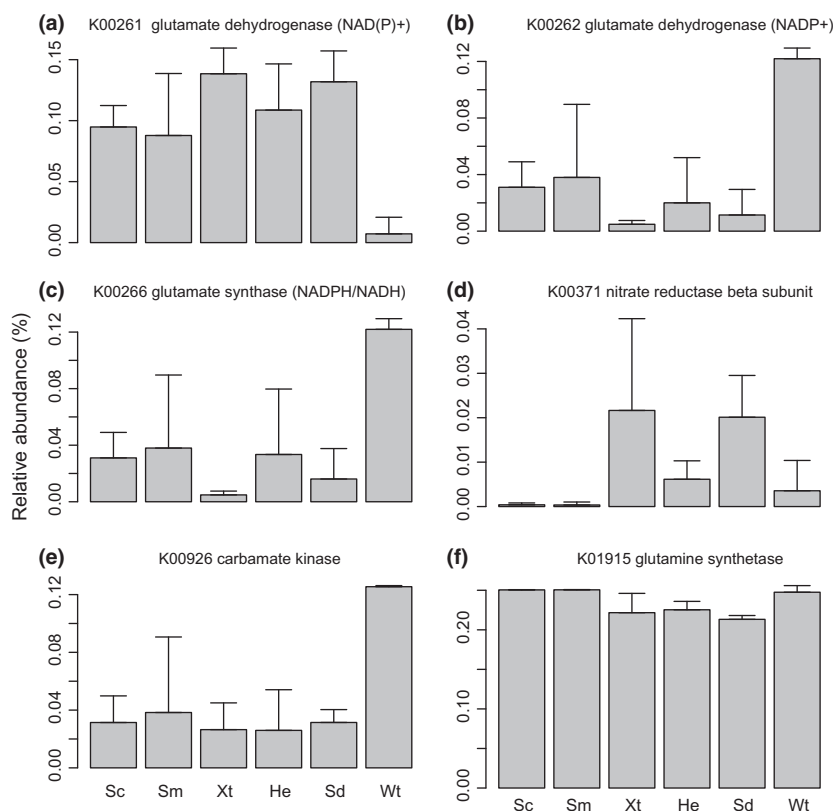 (a) K00261 glutamate dehydrogenase (NAD(P)+)
0.15
0.10
0.05
0.00
(b) K00262 glutamate dehydrogenase (NADP+)
0.12
0.08
0.04
0.00
(c) K00266 glutamate synthase (NADPH/NADH)
0.12
0.08
0.04
0.00
(d) K00371 nitrate reductase beta subunit
0.04
0.03
0.02
0.01
0.00
Relative abundance (%)
(e) K00926 carbamate kinase
0.12
0.08
0.04
0.00
Sc Sm Xt He Sd Wt
(f) K01915 glutamine synthetase
0.20
0.10
0.00
Sc Sm Xt He Sd Wt